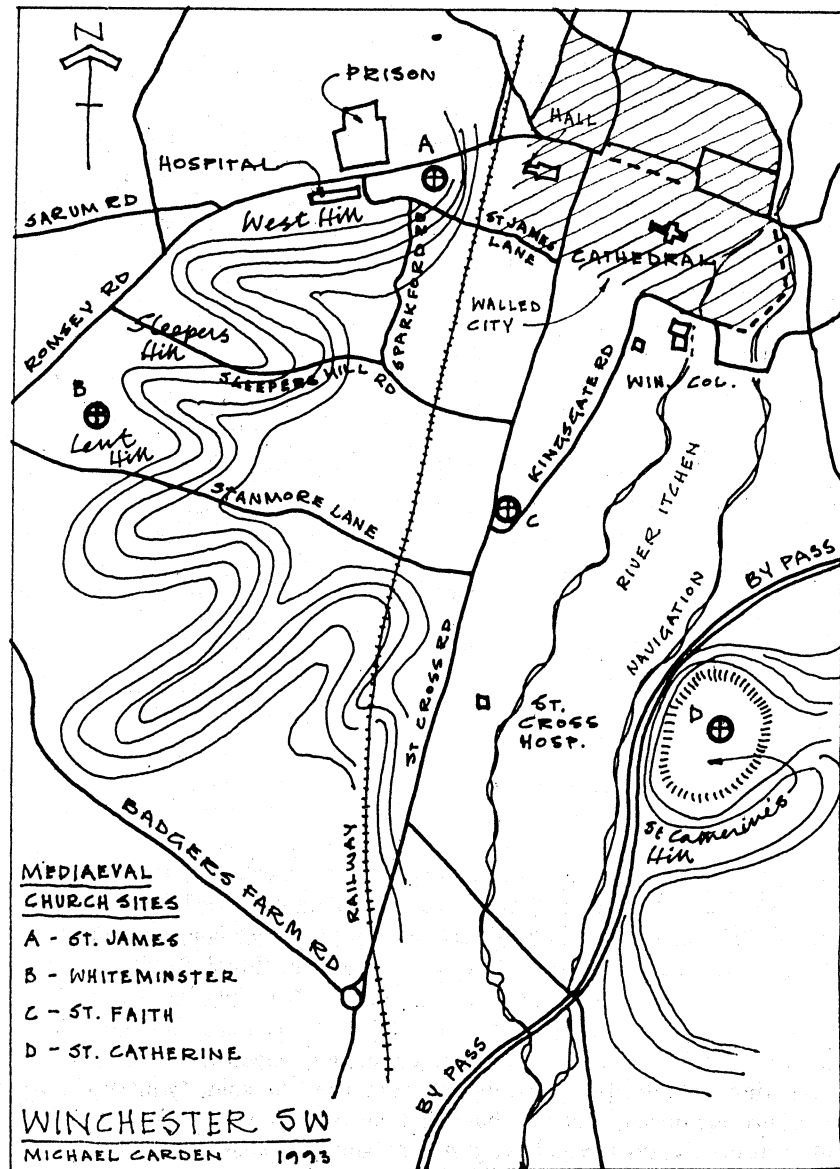 N
PRISON
A
HALL
HOSPITAL
SARUM RD
West Hill
ST JAMES
LANE
CATHEDRAL
SPARKFORD RD
WALLED
CITY
ROMSEY RD
Sleepers
Hill
SLEEPERS HILL RD
KINGSGATE RD
WIN. COL.
B
Lent
Hill
STANMORE LANE
C
RIVER ITCHEN
NAVIGATION
BY PASS
ST CROSS RD
ST.
CROSS
HOSP.
D
St Catherine's
Hill
BADGERS FARM RD
RAILWAY
BY PASS
MEDIAEVAL
CHURCH SITES
A - ST. JAMES
B - WHITEMINSTER
C - ST. FAITH
D - ST. CATHERINE
WINCHESTER SW
MICHAEL CARDEN 1993